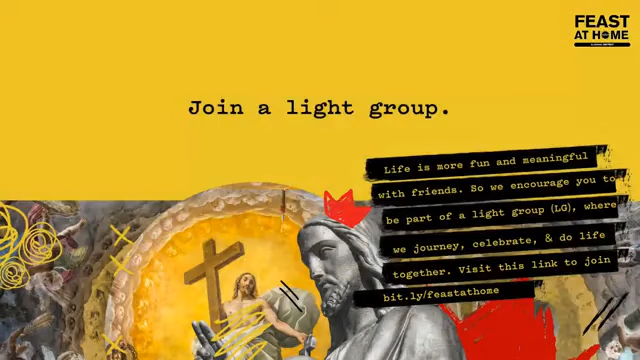 FEAST
AT HOME
Join a light group.
Life is more fun and meaningful
with friends. So we encourage you to
be part of a light group (LG), where
we journey, celebrate, & do life
together. Visit this link to join
bit.ly/feastathome